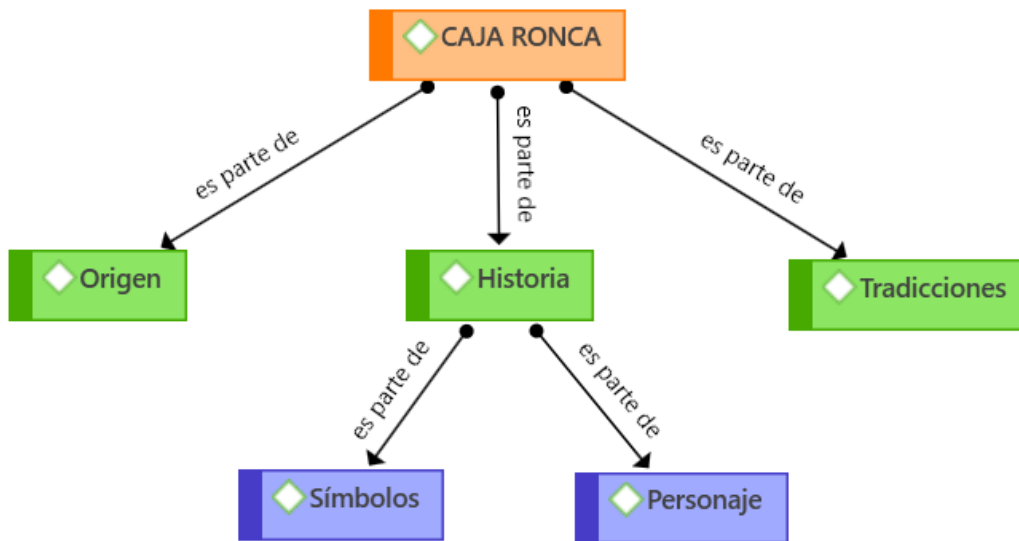 CAJA RONCA
es parte de
es parte de
es parte de
Origen
Historia
Tradicciones
es parte de
es parte de
Símbolos
Personaje